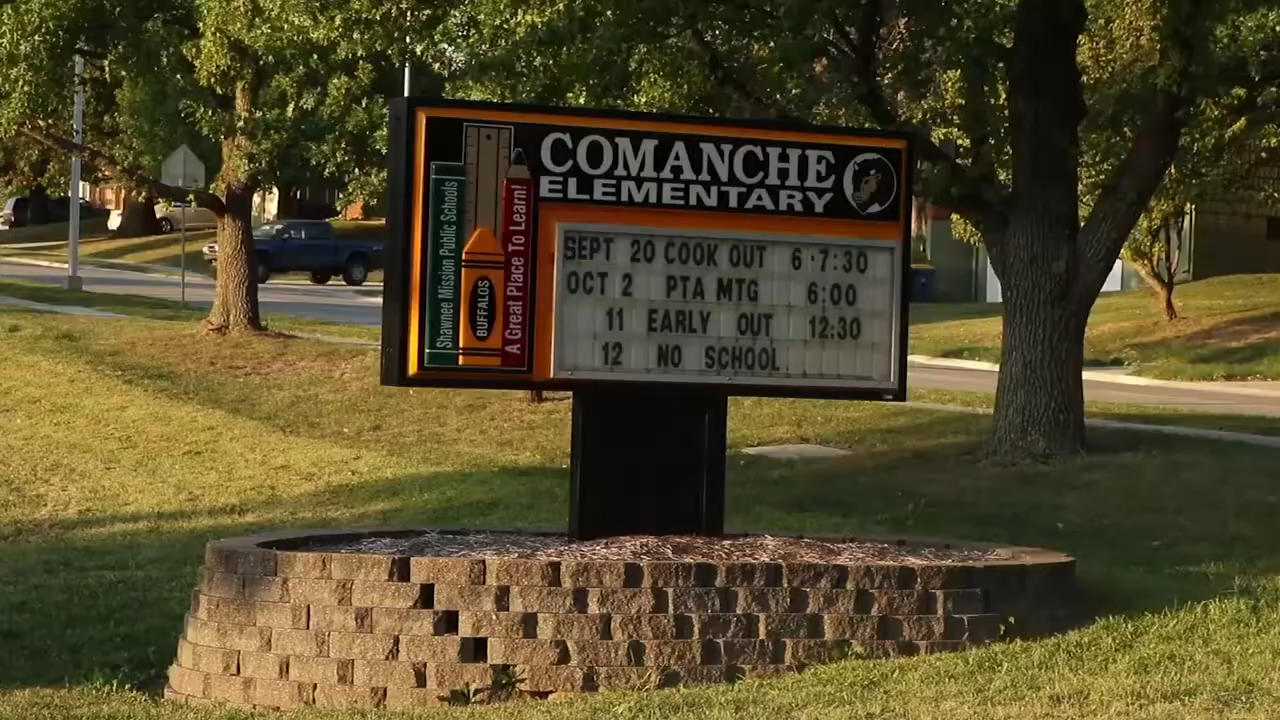 COMANCHE
ELEMENTARY
Shawnee Mission Public Schools
BUFFALOS
A Great Place To Learn!
SEPT 20 COOK OUT 6-7:30
OCT 2 PTA MTG 6:00
11 EARLY OUT 12:30
12 NO SCHOOL